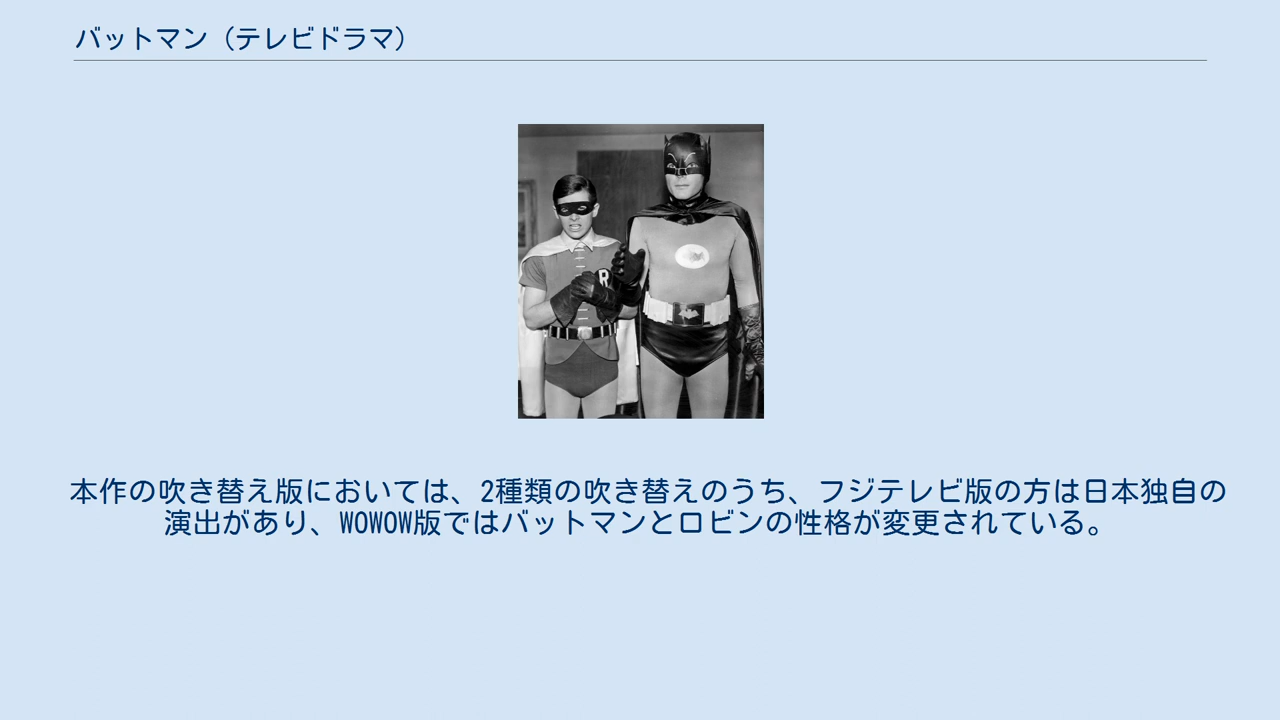 バットマン（テレビドラマ）
R
本作の吹き替え版においては、2種類の吹き替えのうち、フジテレビ版の方は日本独自の
演出があり、WOWOW版ではバットマンとロビンの性格が変更されている。